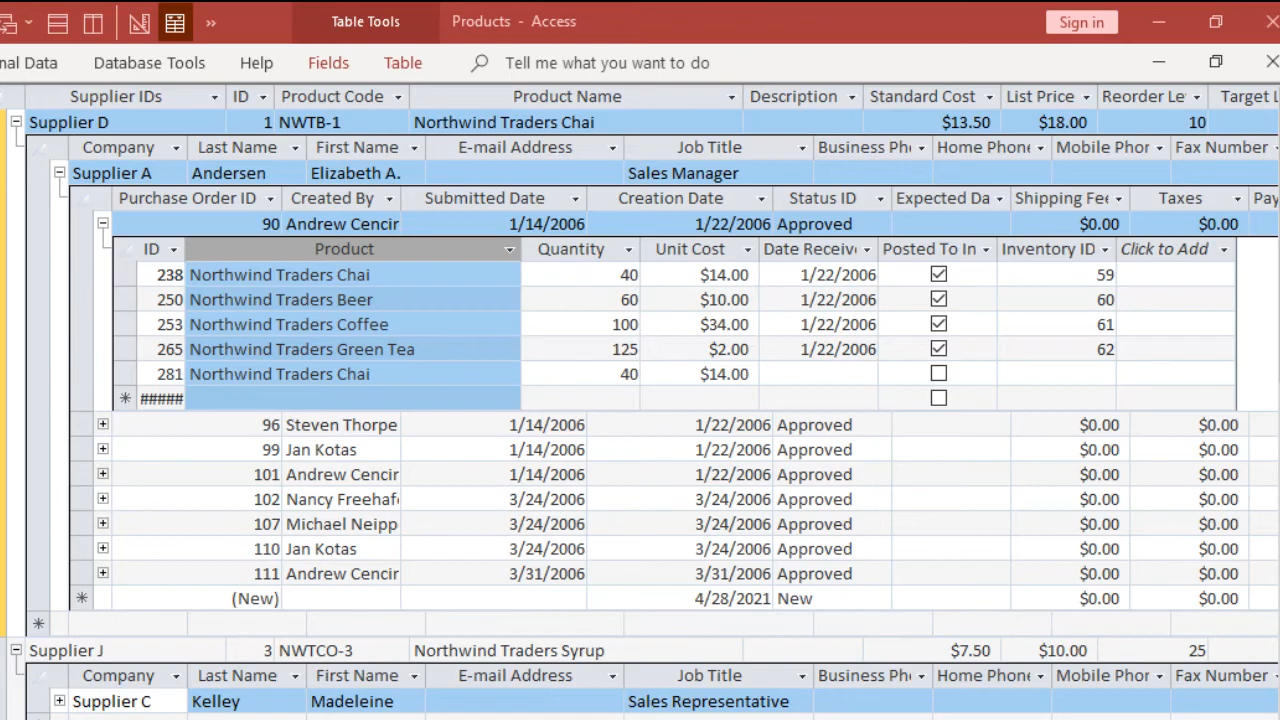 Table Tools Products - Access Sign in
nal Data Database Tools Help Fields Table Tell me what you want to do
Supplier IDs ID Product Code Product Name Description Standard Cost List Price Reorder Le Target L
Supplier D 1 NWTB-1 Northwind Traders Chai $13.50 $18.00 10
Company Last Name First Name E-mail Address Job Title Business Ph Home Phone Mobile Phor Fax Number
Supplier A Andersen Elizabeth A. Sales Manager
Purchase Order ID Created By Submitted Date Creation Date Status ID Expected Da Shipping Fee Taxes Pay
90 Andrew Cencir 1/14/2006 1/22/2006 Approved $0.00 $0.00
ID Product Quantity Unit Cost Date Receiv Posted To In Inventory ID Click to Add
238 Northwind Traders Chai 40 $14.00 1/22/2006 59
250 Northwind Traders Beer 60 $10.00 1/22/2006 60
253 Northwind Traders Coffee 100 $34.00 1/22/2006 61
265 Northwind Traders Green Tea 125 $2.00 1/22/2006 62
281 Northwind Traders Chai 40 $14.00
* #####
96 Steven Thorpe 1/14/2006 1/22/2006 Approved $0.00 $0.00
99 Jan Kotas 1/14/2006 1/22/2006 Approved $0.00 $0.00
101 Andrew Cencir 1/14/2006 1/22/2006 Approved $0.00 $0.00
102 Nancy Freehaf 3/24/2006 3/24/2006 Approved $0.00 $0.00
107 Michael Neipp 3/24/2006 3/24/2006 Approved $0.00 $0.00
110 Jan Kotas 3/24/2006 3/24/2006 Approved $0.00 $0.00
111 Andrew Cencir 3/31/2006 3/31/2006 Approved $0.00 $0.00
* (New) 4/28/2021 New $0.00 $0.00
*
Supplier J 3 NWTCO-3 Northwind Traders Syrup $7.50 $10.00 25
Company Last Name First Name E-mail Address Job Title Business Ph Home Phone Mobile Phor Fax Number
Supplier C Kelley Madeleine Sales Representative